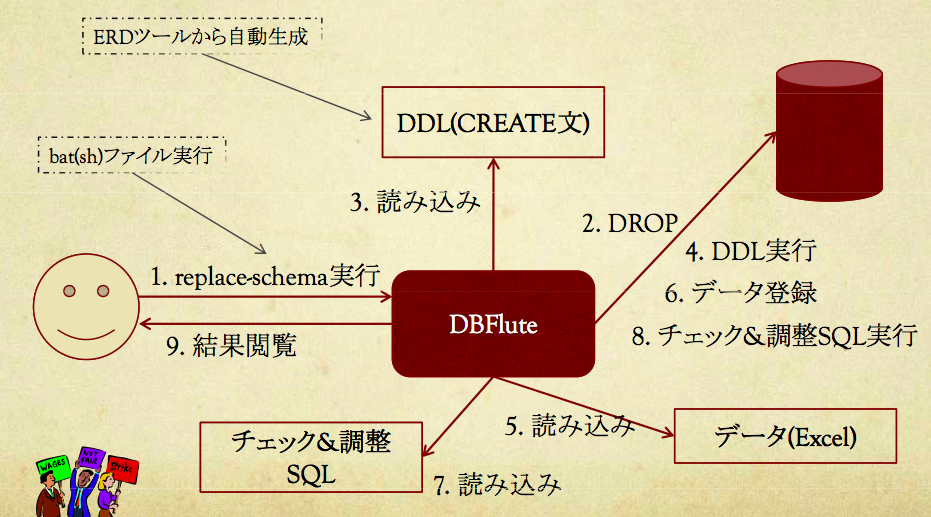 ERDツールから自動生成
DDL(CREATE文)
bat(sh)ファイル実行
3. 読み込み
2. DROP
4. DDL実行
1. replace-schema実行
6. データ登録
DBFlute
8. チェック&調整SQL実行
9. 結果閲覧
5. 読み込み
データ(Excel)
チェック&調整
SQL
7. 読み込み
WAGES
NOT
FAIR
Strike